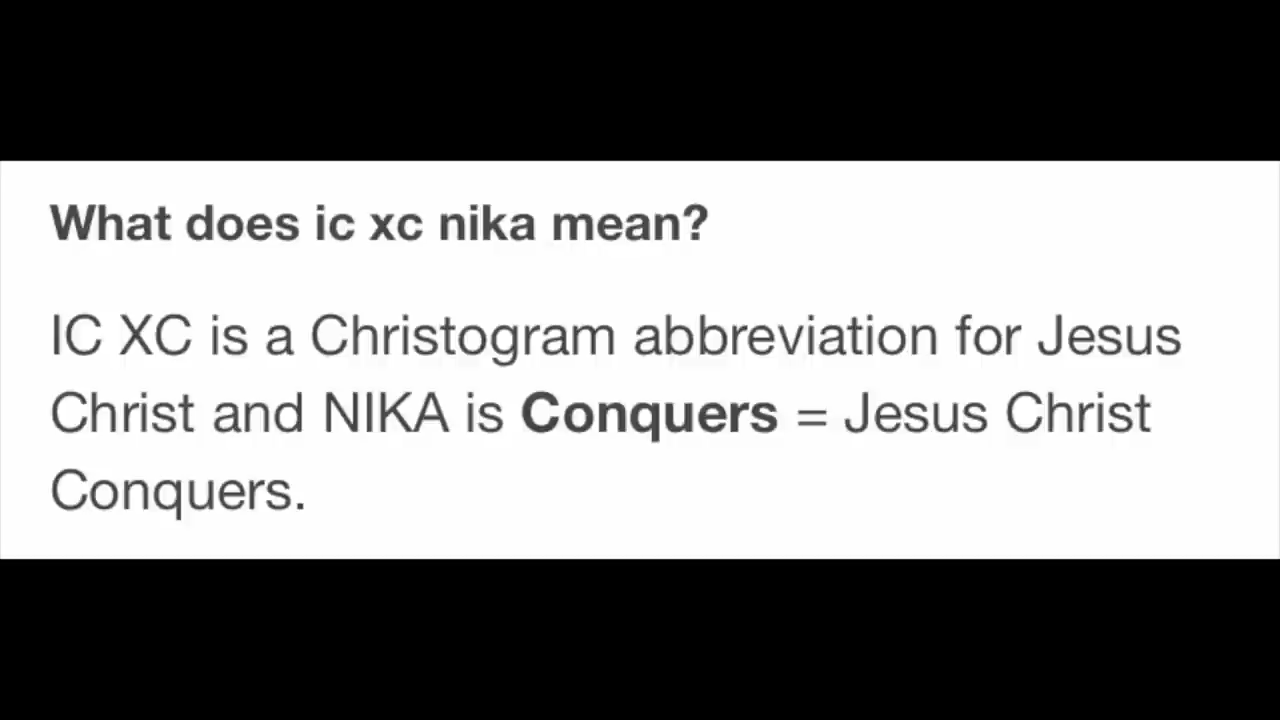 What does ic xc nika mean?
IC XC is a Christogram abbreviation for Jesus
Christ and NIKA is Conquers = Jesus Christ
Conquers.